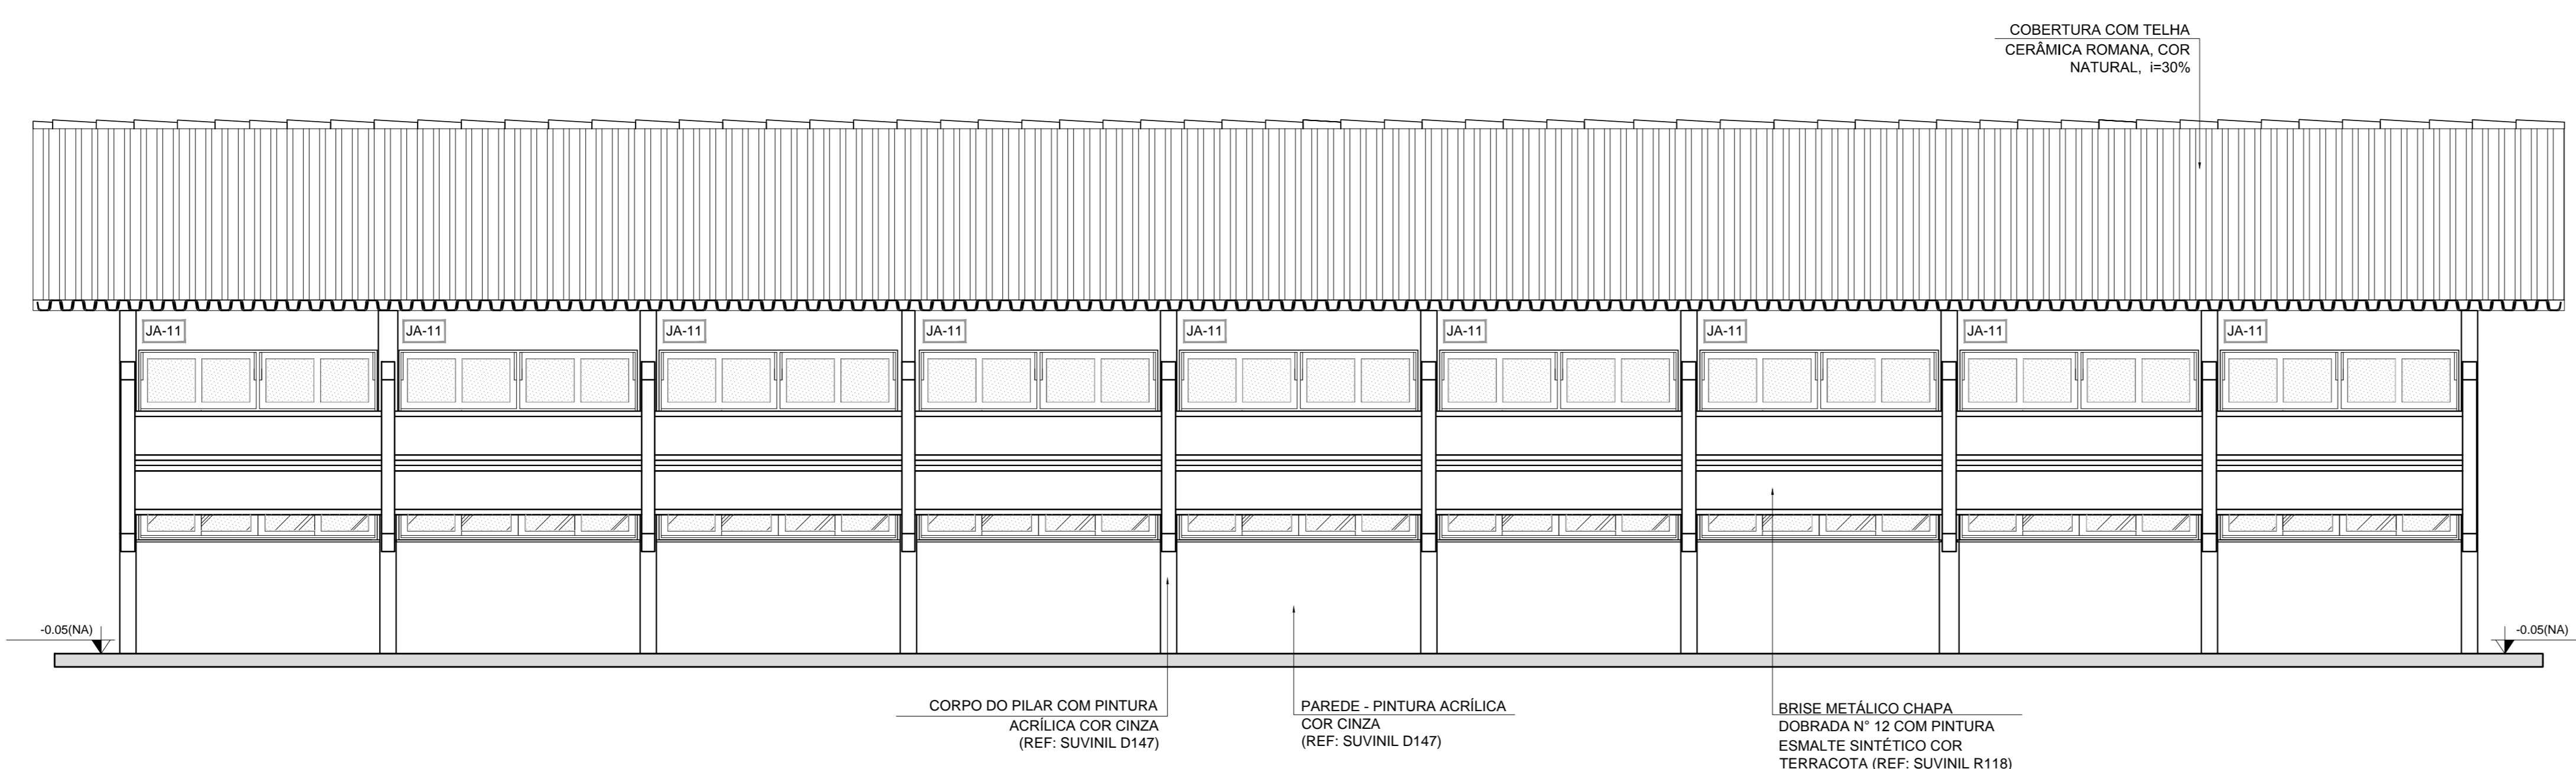 COBERTURA COM TELHA
CERÂMICA ROMANA, COR
NATURAL, i=30%
JA-11
JA-11
JA-11
JA-11
JA-11
JA-11
JA-11
JA-11
JA-11
-0.05(NA)
-0.05(NA)
CORPO DO PILAR COM PINTURA
ACRÍLICA COR CINZA
(REF: SUVINIL D147)
PAREDE - PINTURA ACRÍLICA
COR CINZA
(REF: SUVINIL D147)
BRISE METÁLICO CHAPA
DOBRADA N° 12 COM PINTURA
ESMALTE SINTÉTICO COR
TERRACOTA (REF: SUVINIL R118)